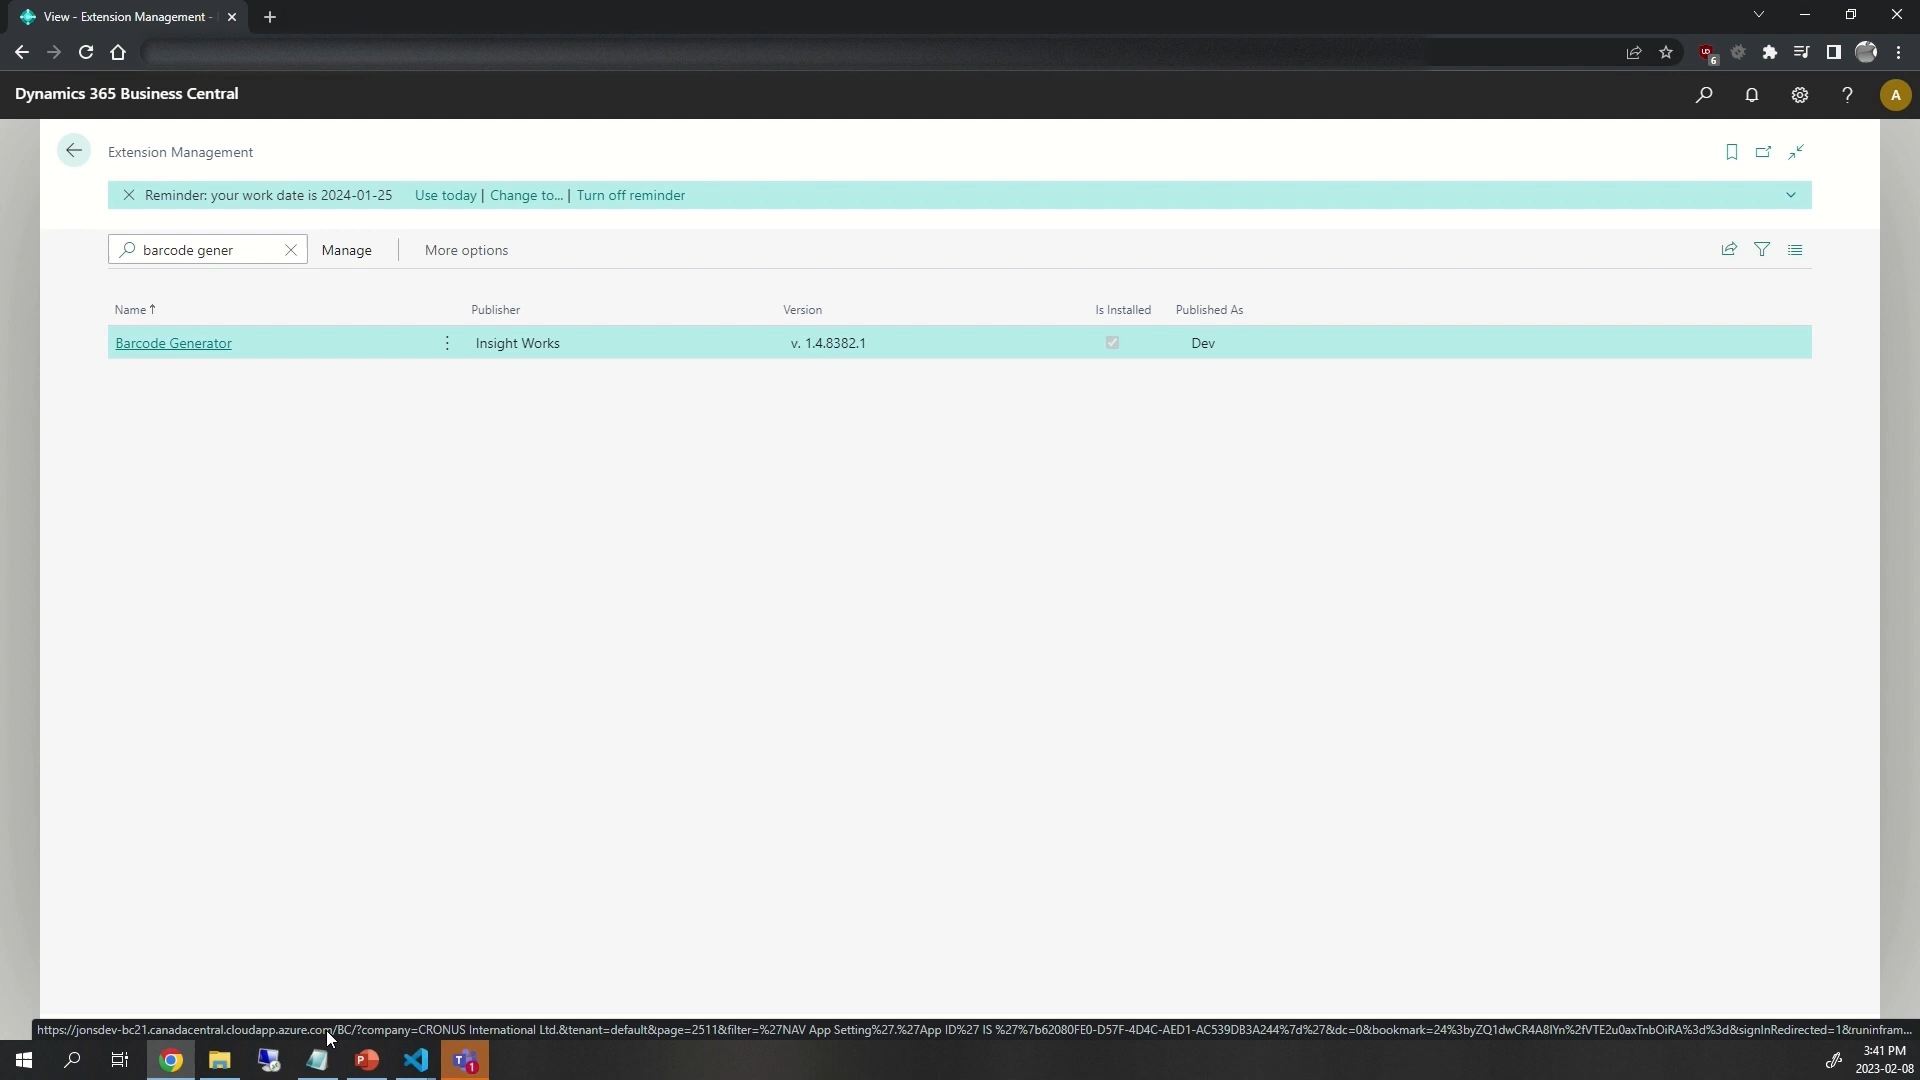 View - Extension Management -
6
Dynamics 365 Business Central
A
Extension Management
Reminder: your work date is 2024-01-25 Use today | Change to... | Turn off reminder
barcode gener Manage More options
Name↑ Publisher Version Is Installed Published As
Barcode Generator Insight Works v. 1.4.8382.1 Dev
https://jonsdev-bc21.canadacentral.cloudapp.azure.com/BC/?company=CRONUS International Ltd.&tenant=default&page=2511&filter=%27NAV App Setting%27.%27App ID%27 IS %27%7b62080FE0-D57F-4D4C-AED1-AC539DB3A244%7d%27&dc=0&bookmark=24%3byZQ1dwCR4A8IYn%2fVTE2u0axTnbOiRA%3d%3d&signInRedirected=1&runinfram...
1
3:41 PM
2023-02-08